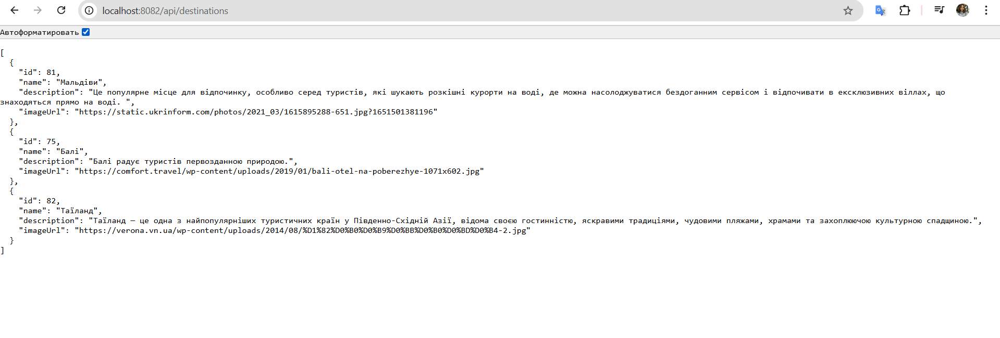 localhost:8082/api/destinations
Автоформатировать
[
  {
    "id": 81,
    "name": "Мальдіви",
    "description": "Це популярне місце для відпочинку, особливо серед туристів, які шукають розкішні курорти на воді, де можна насолоджуватися бездоганним сервісом і відпочивати в ексклюзивних віллах, що
знаходяться прямо на воді. ",
    "imageUrl": "https://static.ukrinform.com/photos/2021_03/1615895288-651.jpg?1651501381196"
  },
  {
    "id": 75,
    "name": "Балі",
    "description": "Балі радує туристів первозданною природою.",
    "imageUrl": "https://comfort.travel/wp-content/uploads/2019/01/bali-otel-na-poberezhye-1071x602.jpg"
  },
  {
    "id": 82,
    "name": "Таїланд",
    "description": "Таїланд — це одна з найпопулярніших туристичних країн у Південно-Східній Азії, відома своєю гостинністю, яскравими традиціями, чудовими пляжами, храмами та захоплюючою культурною спадщиною.",
    "imageUrl": "https://verona.vn.ua/wp-content/uploads/2014/08/%D1%82%D0%B0%D0%B9%D0%BB%D0%B0%D0%BD%D0%B4-2.jpg"
  }
]